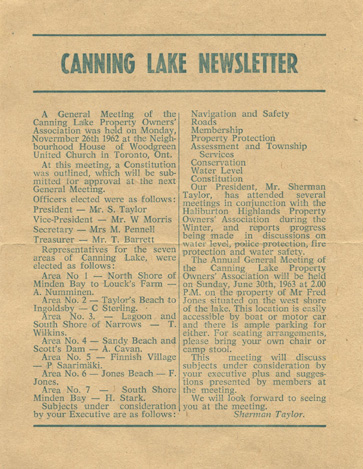 CANNING LAKE NEWSLETTER
A General Meeting of the
Canning Lake Property Owners'
Association was held on Monday,
November 26th 1962 at the Neigh-
bourhood House of Woodgreen
United Church in Toronto, Ont.
At this meeting, a Constitution
was outlined, which will be sub-
mitted for approval at the next
General Meeting.
Officers elected were as follows:
President — Mr. S. Taylor
Vice-President — Mr. W Morris
Secretary — Mrs M. Pennell
Treasurer — Mr. T. Barrett
Representatives for the seven
areas of Canning Lake, were
elected as follows:
Area No 1 — North Shore of
Minden Bay to Louck's Farm —
A. Numminen.
Area No. 2 — Taylor's Beach to
Ingoldsby — C Sterling.
Area No. 3. — Lagoon and
South Shore of Narrows — T.
Wilkins.
Area No. 4 — Sandy Beach and
Scott's Dam — A. Cavan.
Area No. 5 — Finnish Village
— P Saarimäki.
Area No. 6 — Jones Beach — F.
Jones.
Area No. 7 — South Shore
Minden Bay — H. Stark.
Subjects under consideration
by your Executive are as follows:
Navigation and Safety
Roads
Membership
Property Protection
Assessment and Township
Services
Conservation
Water Level
Constitution
Our President, Mr. Sherman
Taylor, has attended several
meetings in conjunction with the
Haliburton Highlands Property
Owners' Association during the
Winter, and reports progress
being made in discussions on
water level, police protection, fire
protection and water safety.
The Annual General Meeting of
the Canning Lake Property
Owners' Association will be held
on Sunday, June 30th, 1963 at 2.00
P.M. on the property of Mr Fred
Jones situated on the west shore
of the lake. This location is easily
accessible by boat or motor car
and there is ample parking for
either. For seating arrangements,
please bring your own chair or
camp stool.
This meeting will discuss
subjects under consideration by
your executive plus and sugges-
tions presented by members at
the meeting.
We will look forward to seeing
you at the meeting.
Sherman Taylor.